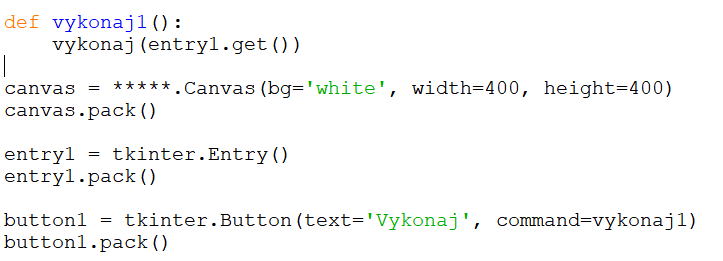 def vykonaj1():
    vykonaj(entry1.get())
canvas = *****.Canvas(bg='white', width=400, height=400)
canvas.pack()
entry1 = tkinter.Entry()
entry1.pack()
button1 = tkinter.Button(text='Vykonaj', command=vykonaj1)
button1.pack()